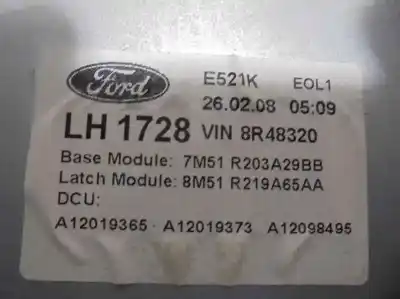 Ford E521K EOL1
26.02.08 05:09
LH 1728 VIN 8R48320
Base Module: 7M51 R203A29BB
Latch Module: 8M51 R219A65AA
DCU:
A12019365 - A12019373 A12098495